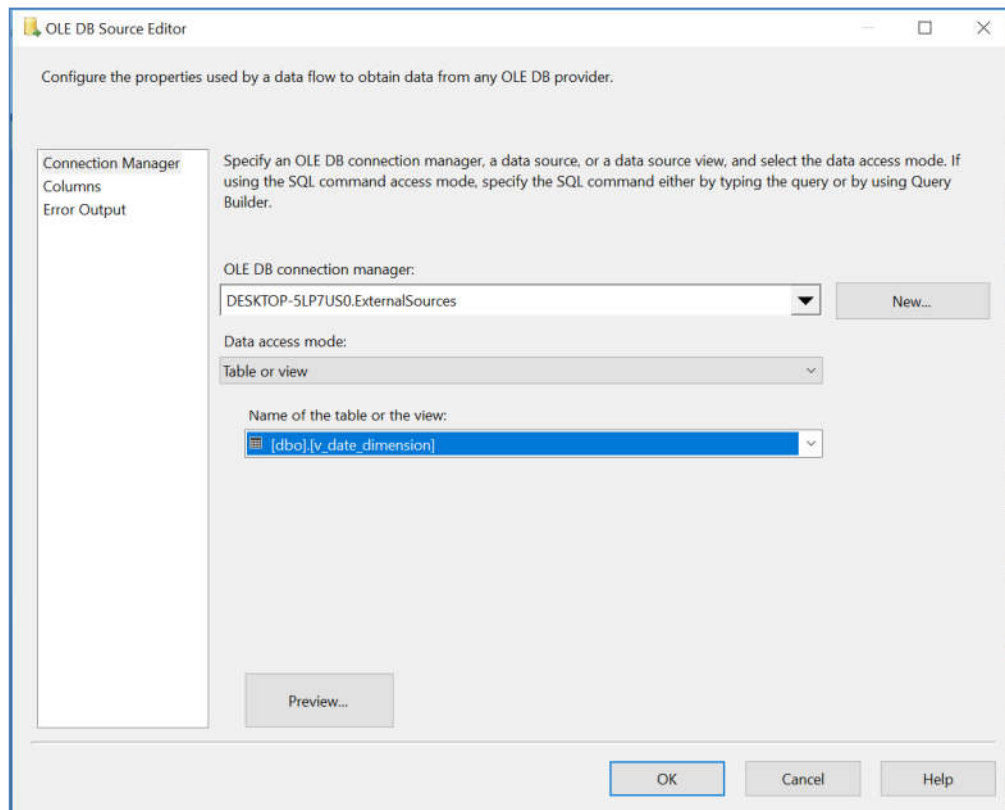 OLE DB Source Editor
Configure the properties used by a data flow to obtain data from any OLE DB provider.
Connection Manager
Columns
Error Output
Specify an OLE DB connection manager, a data source, or a data source view, and select the data access mode. If
using the SQL command access mode, specify the SQL command either by typing the query or by using Query
Builder.
OLE DB connection manager:
DESKTOP-5LP7US0.ExternalSources
New...
Data access mode:
Table or view
Name of the table or the view:
[dbo].[v_date_dimension]
Preview...
OK
Cancel
Help